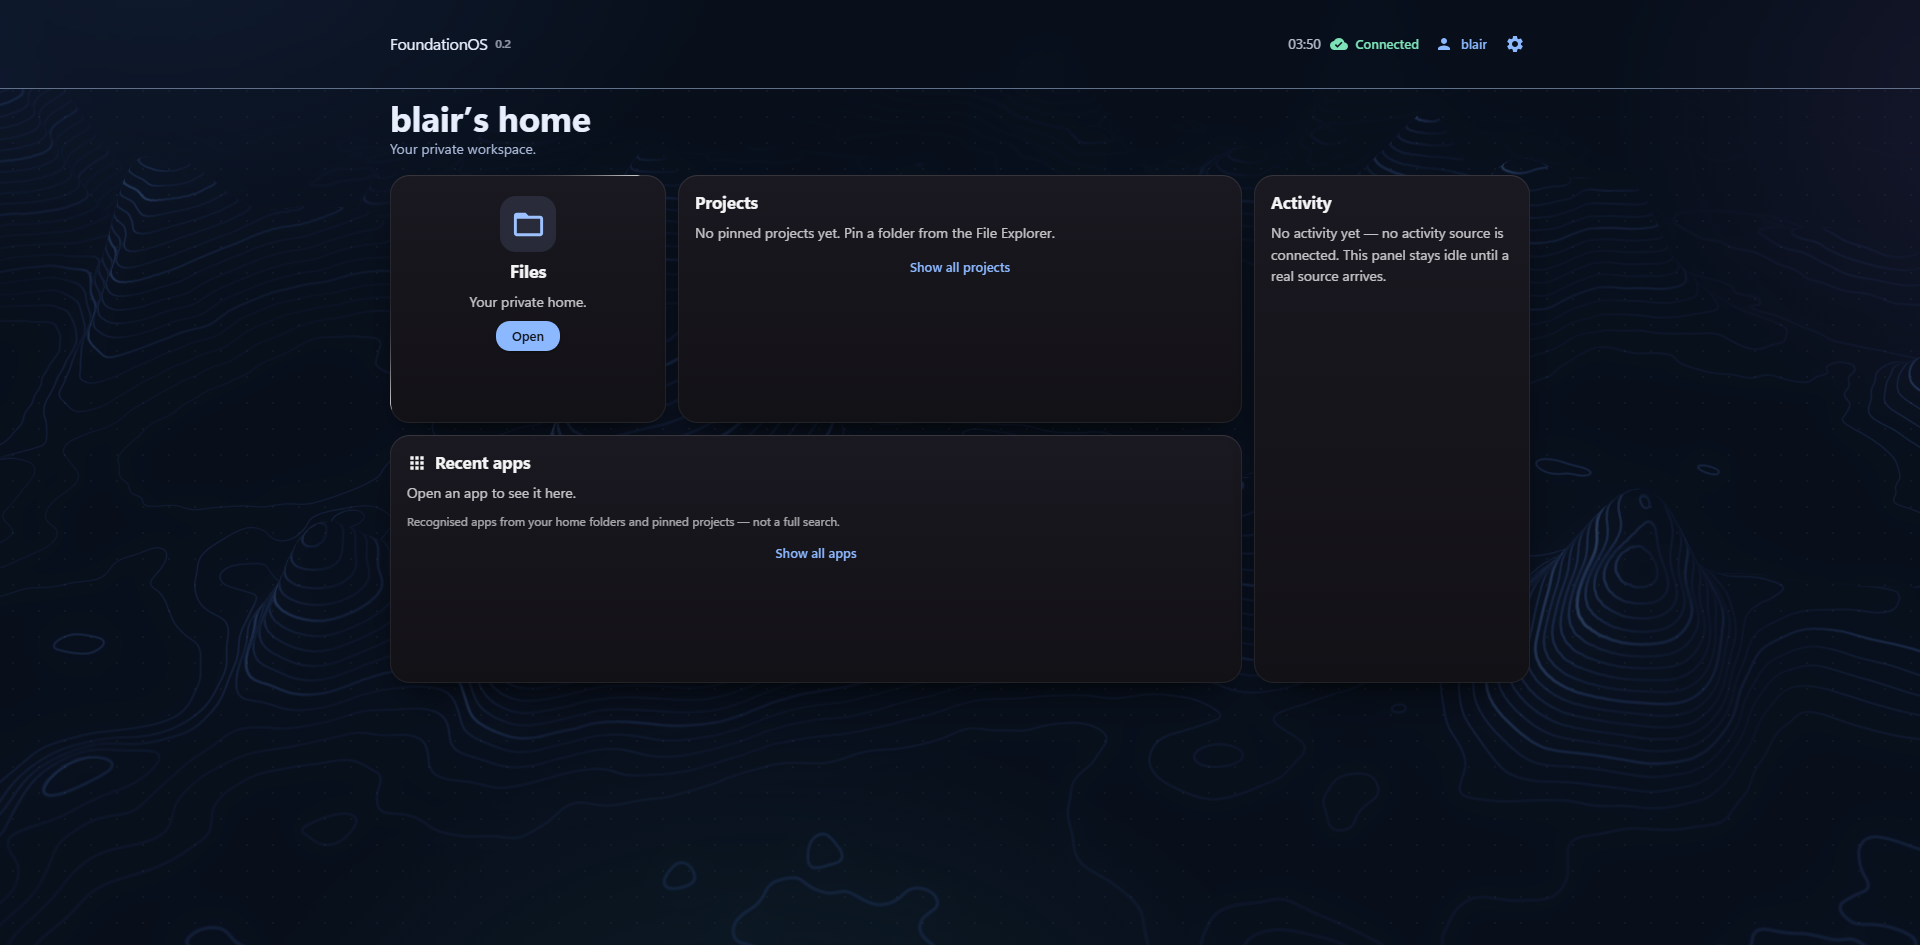 FoundationOS 0.2
03:50 Connected blair
blair’s home
Your private workspace.
Files
Your private home.
Open
Projects
No pinned projects yet. Pin a folder from the File Explorer.
Show all projects
Activity
No activity yet — no activity source is
connected. This panel stays idle until a
real source arrives.
Recent apps
Open an app to see it here.
Recognised apps from your home folders and pinned projects — not a full search.
Show all apps